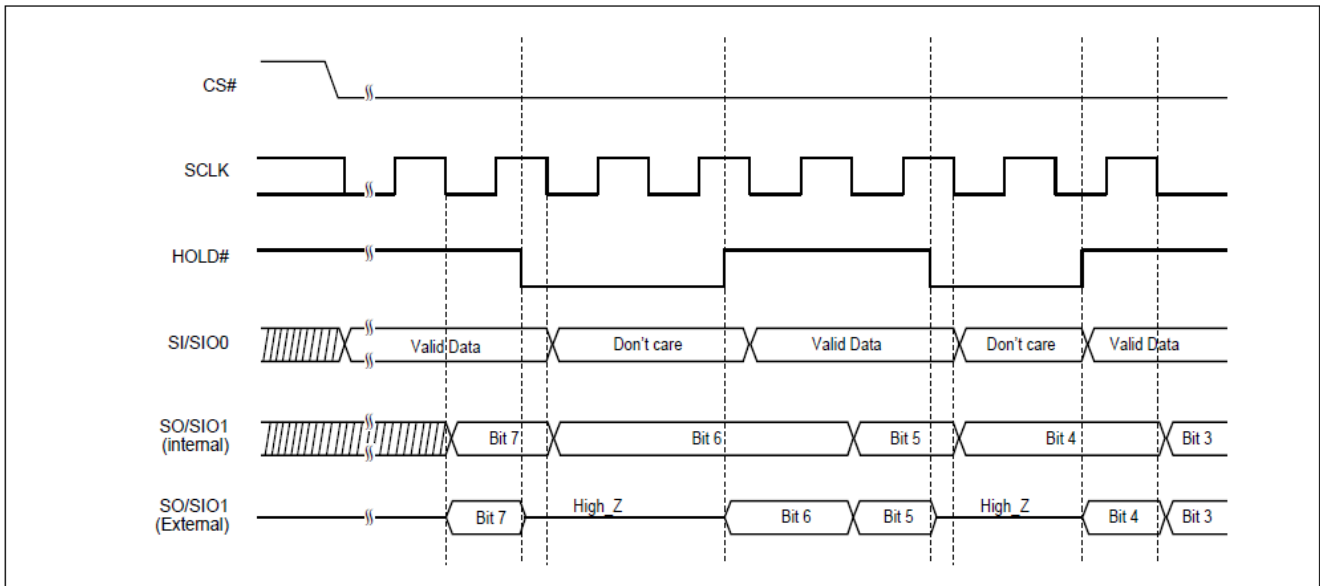 CS#
SCLK
HOLD#
SI/SIO0 Valid Data Don't care Valid Data Don't care Valid Data
SO/SIO1
(internal) Bit 7 Bit 6 Bit 5 Bit 4 Bit 3
SO/SIO1
(External) Bit 7 High_Z Bit 6 Bit 5 High_Z Bit 4 Bit 3